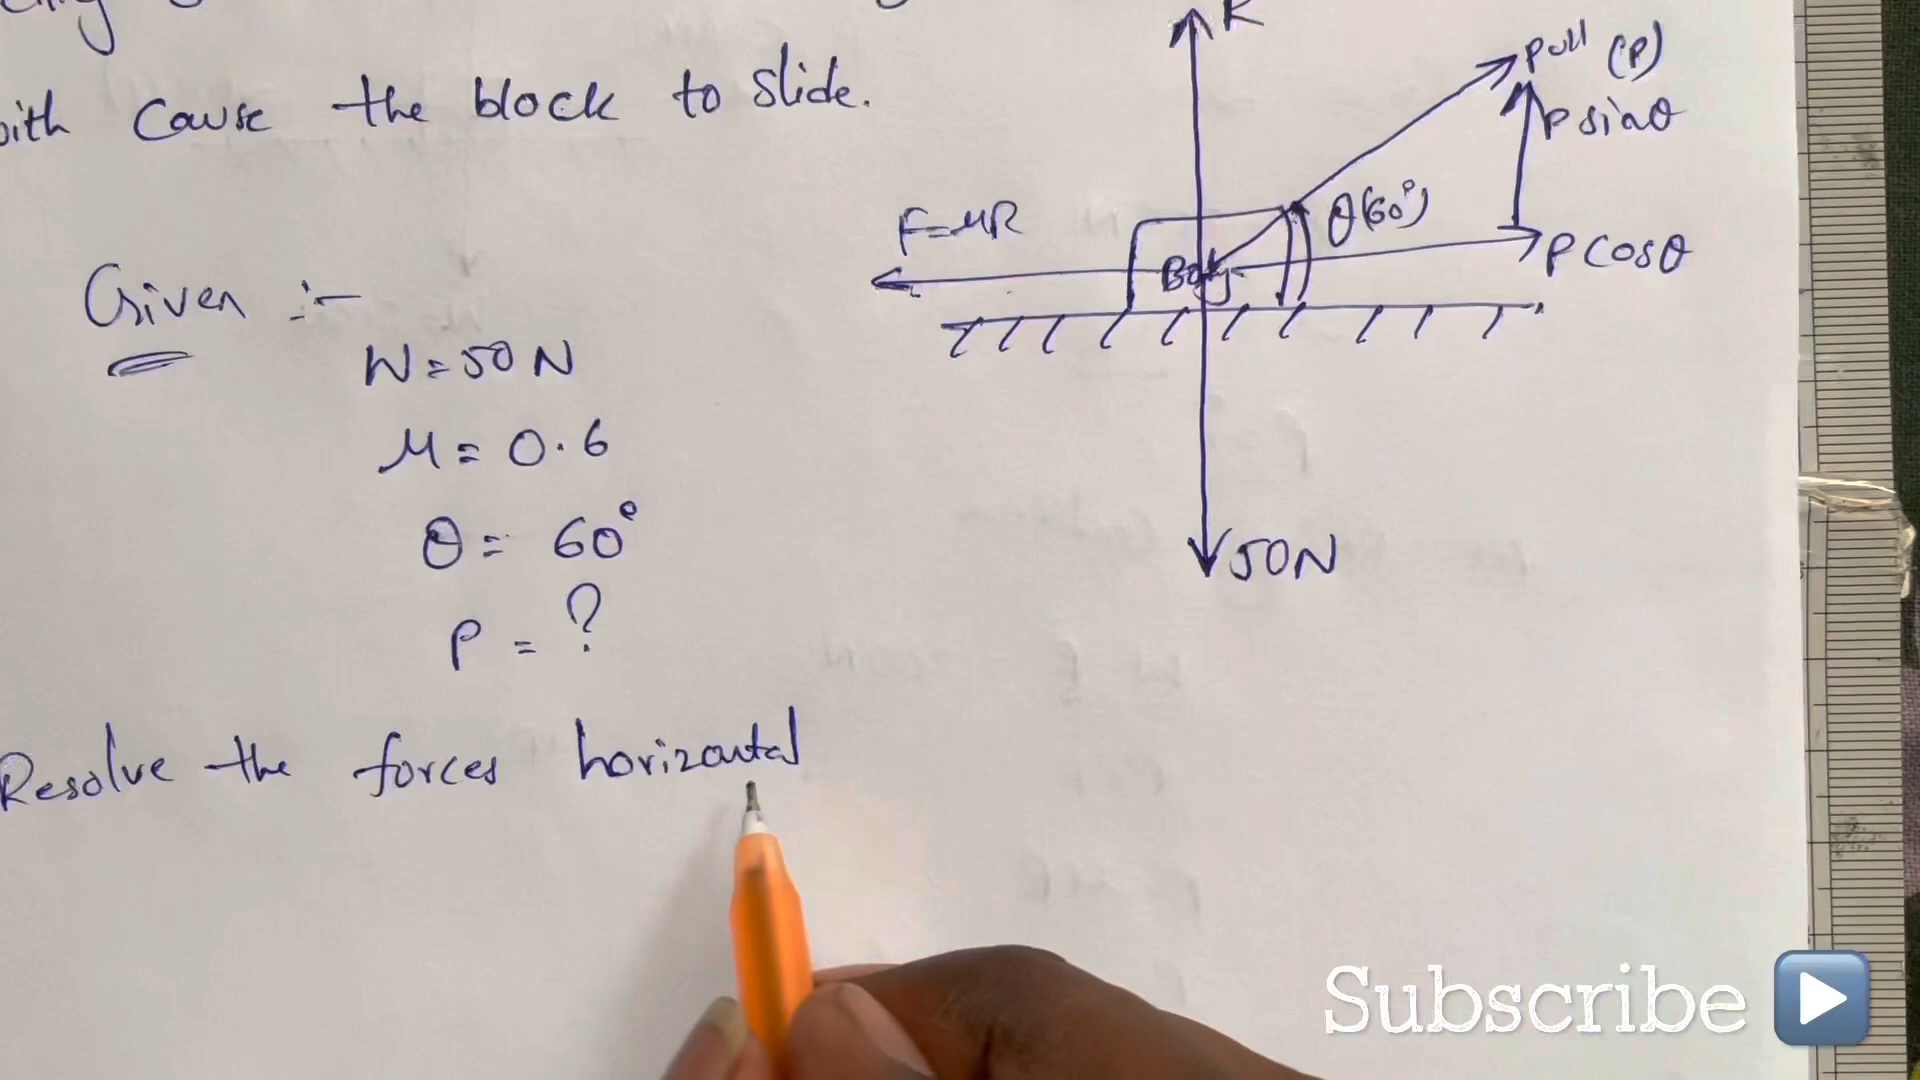 with cause the block to slide.
R
Pull (P)
P sinθ
θ(60°)
F=μR
P cosθ
Body
50N
Given :-
W=50N
μ= 0.6
θ= 60°
P = ?
Resolve the forces horizontal
Subscribe